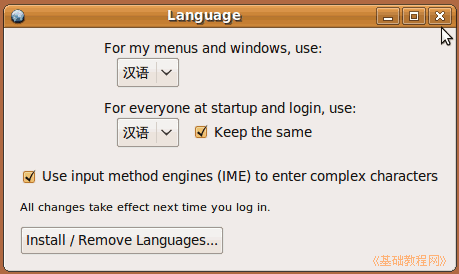 Language
For my menus and windows, use:
汉语
For everyone at startup and login, use:
汉语
Keep the same
Use input method engines (IME) to enter complex characters
All changes take effect next time you log in.
Install / Remove Languages...
《基础教程网》